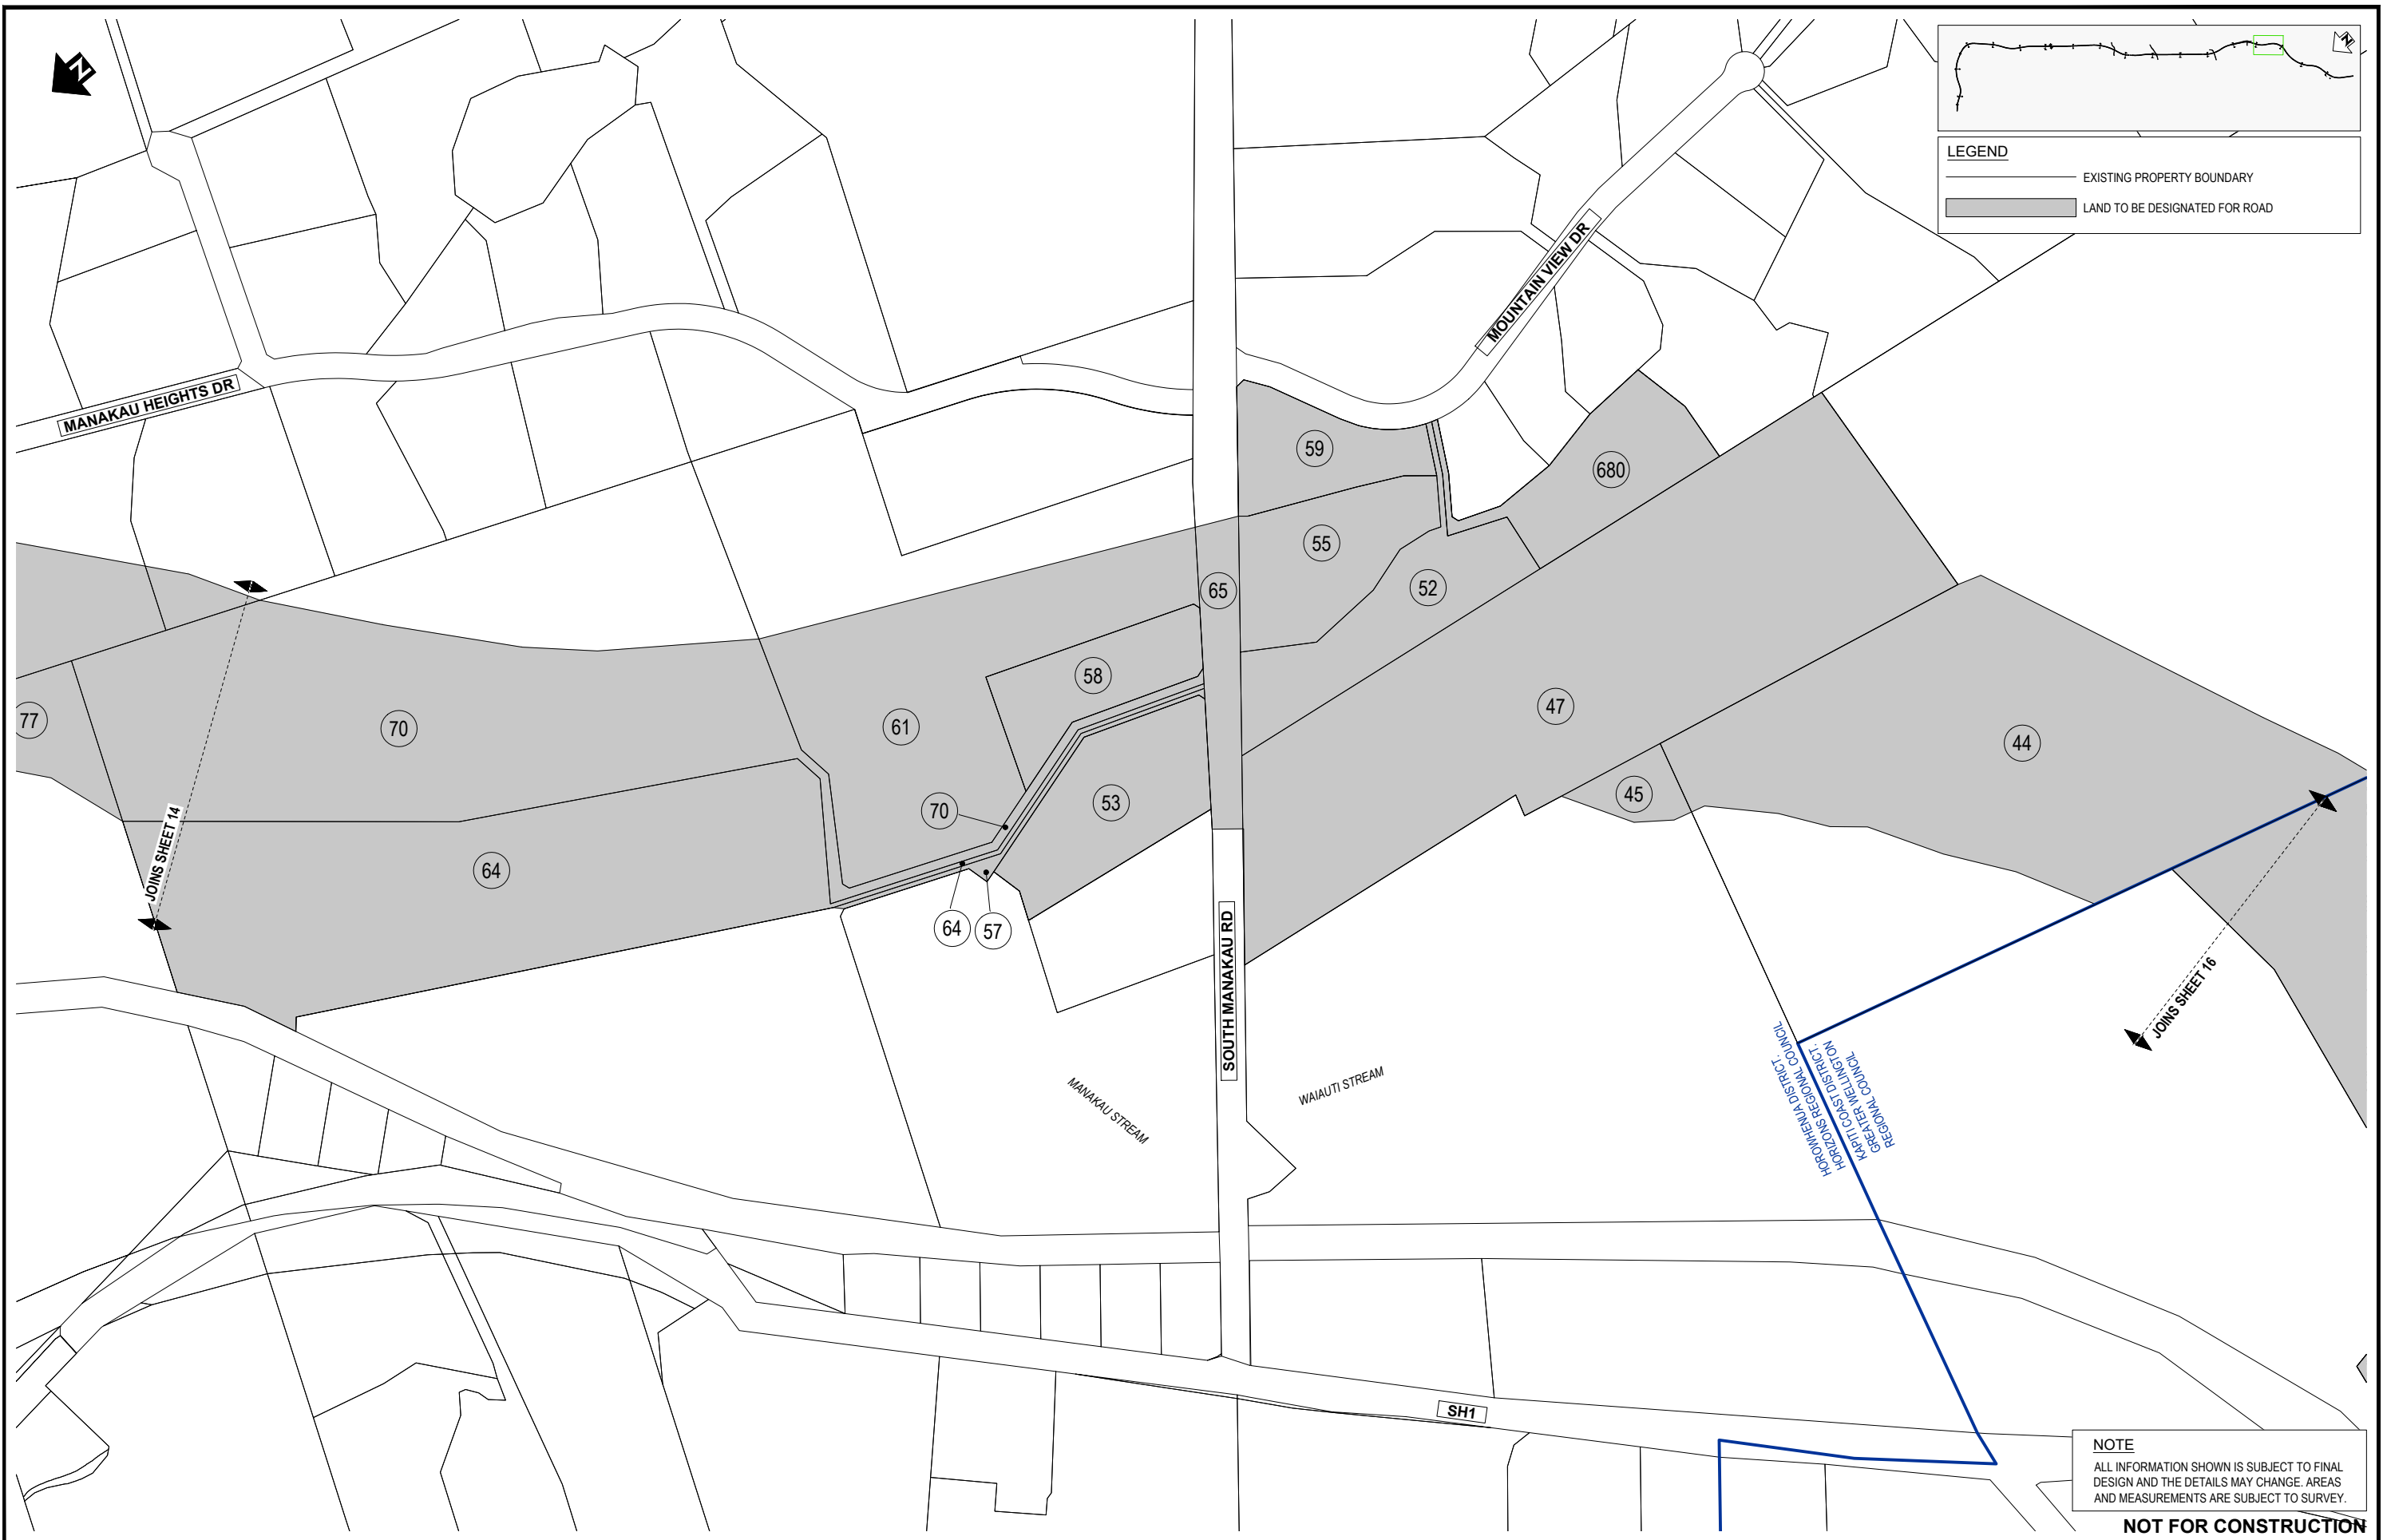 N
N
LEGEND
EXISTING PROPERTY BOUNDARY
LAND TO BE DESIGNATED FOR ROAD
MOUNTAIN VIEW DR
MANAKAU HEIGHTS DR
59
680
55
52
65
58
47
77
70
61
44
70
53
45
64
64
57
JOINS SHEET 14
SOUTH MANAKAU RD
JOINS SHEET 16
MANAKAU STREAM
WAIAUTI STREAM
HOROWHENUA DISTRICT.
HORIZONS REGIONAL COUNCIL
KAPITI COAST DISTRICT.
GREATER WELLINGTON
REGIONAL COUNCIL
SH1
NOTE
ALL INFORMATION SHOWN IS SUBJECT TO FINAL
DESIGN AND THE DETAILS MAY CHANGE. AREAS
AND MEASUREMENTS ARE SUBJECT TO SURVEY.
NOT FOR CONSTRUCTION